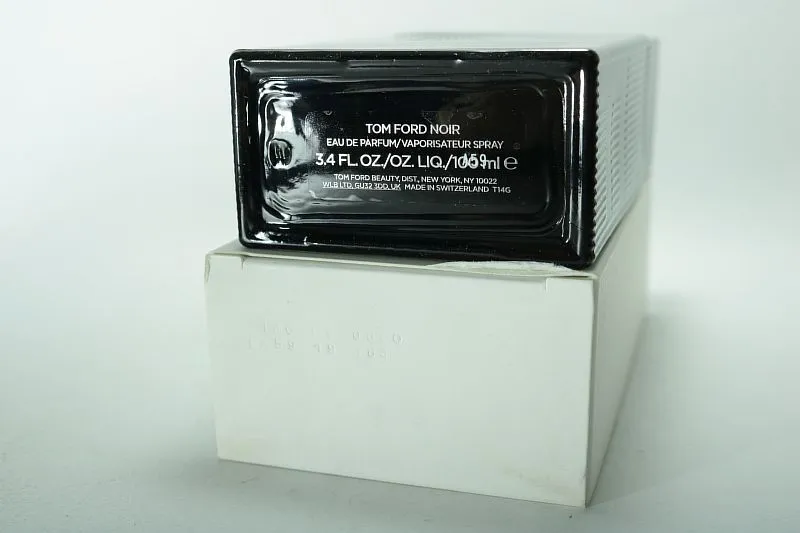 TOM FORD NOIR
EAU DE PARFUM/VAPORISATEUR SPRAY
3.4 FL.OZ./OZ. LIQ./100 ml ℮
TOM FORD BEAUTY, DIST., NEW YORK, NY 10022
WLB LTD, GU32 3DD, UK MADE IN SWITZERLAND T14G